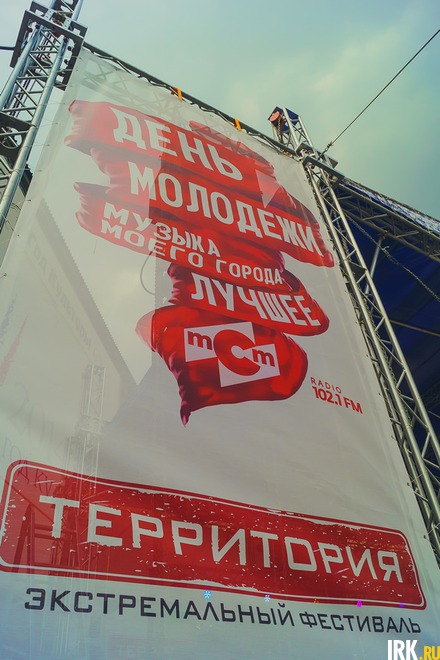 ДЕНЬ
МОЛОДЕЖИ
МУЗЫКА
МОЕГО ГОРОДА
ЛУЧШЕЕ
mCm
RADIO
102.1 FM
ТЕРРИТОРИЯ
ЭКСТРЕМАЛЬНЫЙ ФЕСТИВАЛЬ
IRK.RU